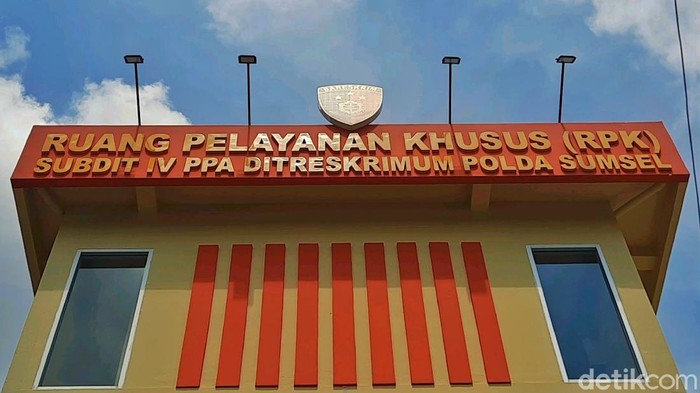 RUANG PELAYANAN KHUSUS (RPK)
SUBDIT IV PPA DITRESKRIMUM POLDA SUMSEL
detikcom